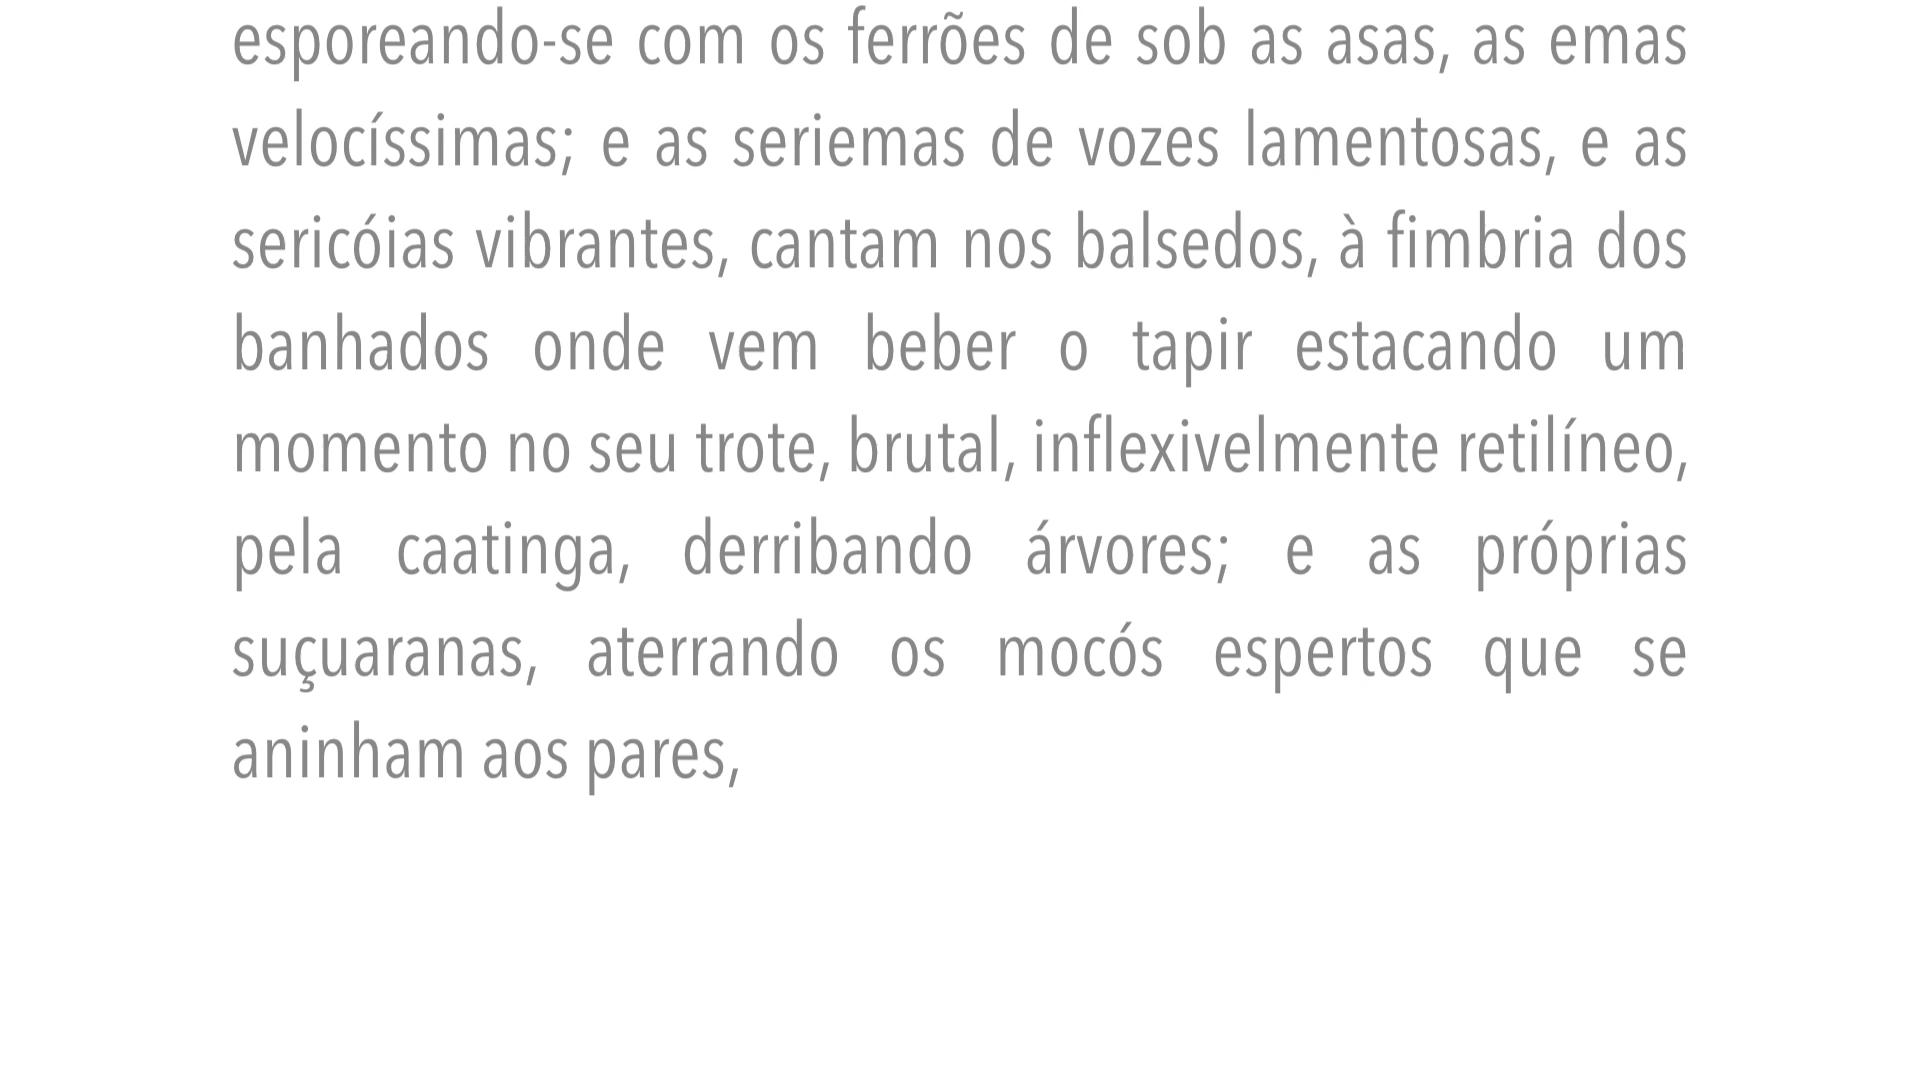 esporeando-se com os ferrões de sob as asas, as emas
velocíssimas; e as seriemas de vozes lamentosas, e as
sericóias vibrantes, cantam nos balsedos, à fimbria dos
banhados onde vem beber o tapir estacando um
momento no seu trote, brutal, inflexivelmente retilíneo,
pela caatinga, derribando árvores; e as próprias
suçuaranas, aterrando os mocós espertos que se
aninham aos pares,